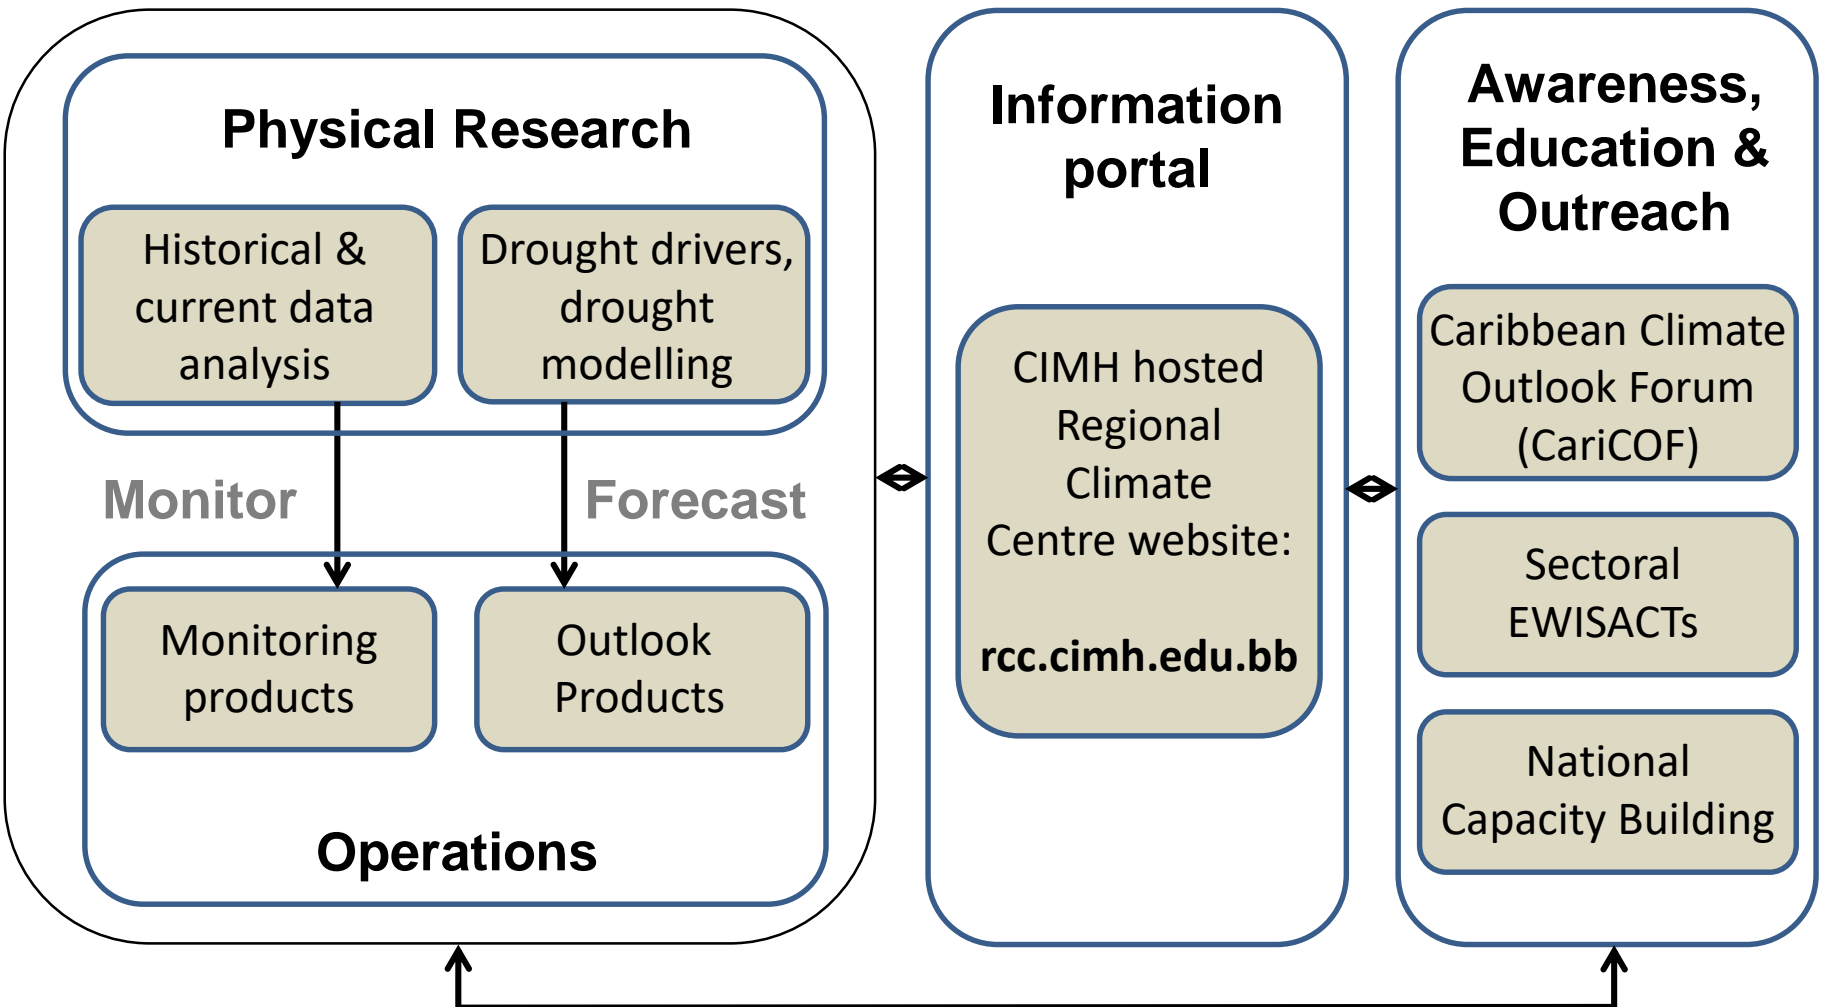 Physical Research
Historical &
current data
analysis
Drought drivers,
drought
modelling
Monitor
Forecast
Monitoring
products
Outlook
Products
Operations
Information
portal
CIMH hosted
Regional
Climate
Centre website:
rcc.cimh.edu.bb
Awareness,
Education &
Outreach
Caribbean Climate
Outlook Forum
(CariCOF)
Sectoral
EWISACTs
National
Capacity Building